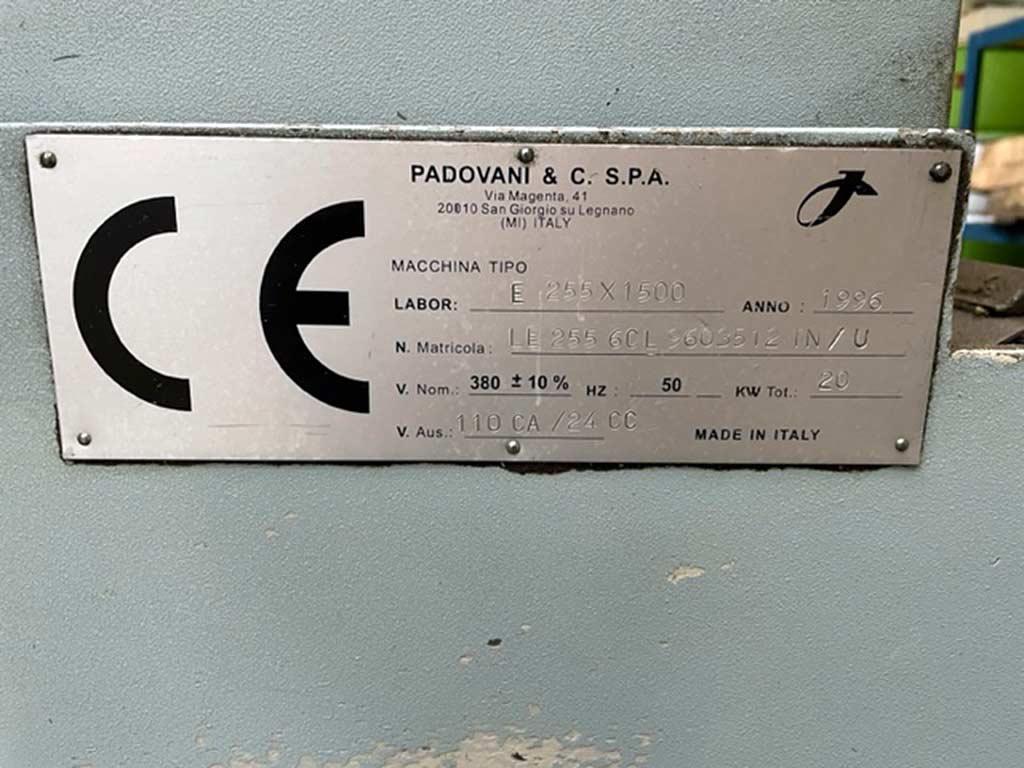 CE
PADOVANI & C. S.P.A.
Via Magenta, 41
20010 San Giorgio su Legnano
(MI) ITALY
MACCHINA TIPO
LABOR: E 255X1500 ANNO : 1996
N. Matricola : LE 255 6CL 9603512 IN/U
V. Nom.: 380 ±10% HZ : 50 KW Tot.: 20
V. Aus.: 110 CA /24 CC MADE IN ITALY